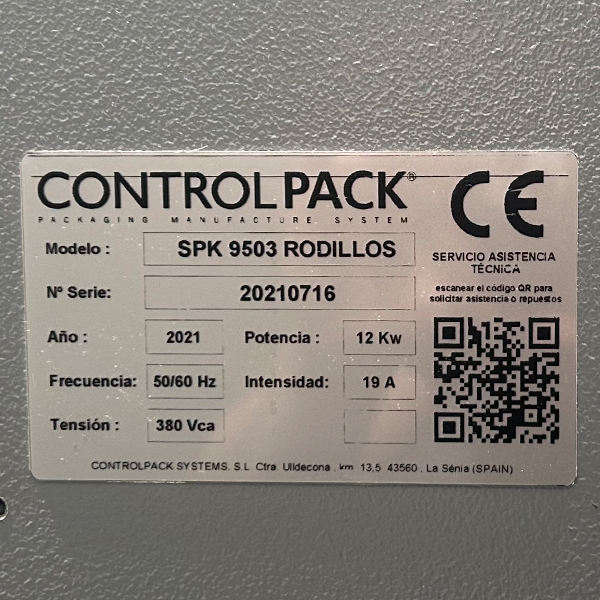 CONTROLPACK®
PACKAGING MANUFACTURE SYSTEM
CE
Modelo : SPK 9503 RODILLOS
SERVICIO ASISTENCIA
TÉCNICA
Nº Serie: 20210716
escanear el código QR para
solicitar asistencia o repuestos
Año : 2021 Potencia : 12 Kw
Frecuencia: 50/60 Hz Intensidad: 19 A
Tensión : 380 Vca
CONTROLPACK SYSTEMS. S.L Ctra. Ulldecona . km 13,5 43560 . La Sénia (SPAIN)